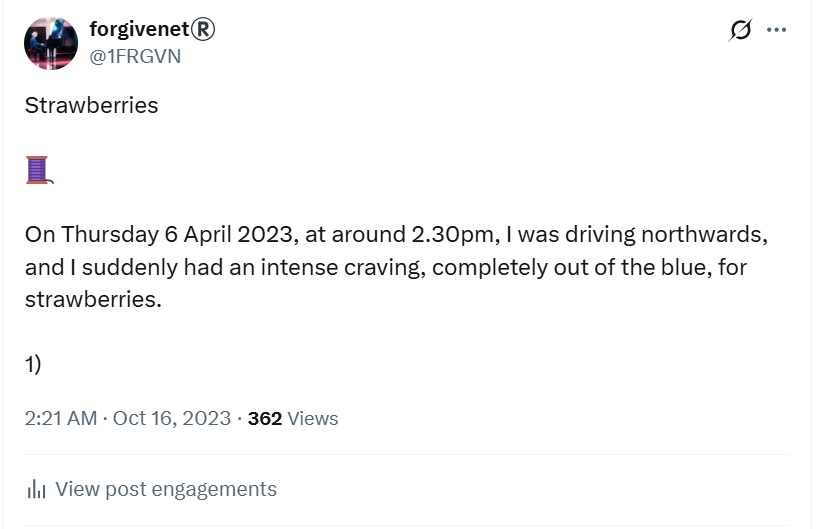 forgivenet®
@1FRGVN
Strawberries
On Thursday 6 April 2023, at around 2.30pm, I was driving northwards,
and I suddenly had an intense craving, completely out of the blue, for
strawberries.
1)
2:21 AM · Oct 16, 2023 · 362 Views
View post engagements